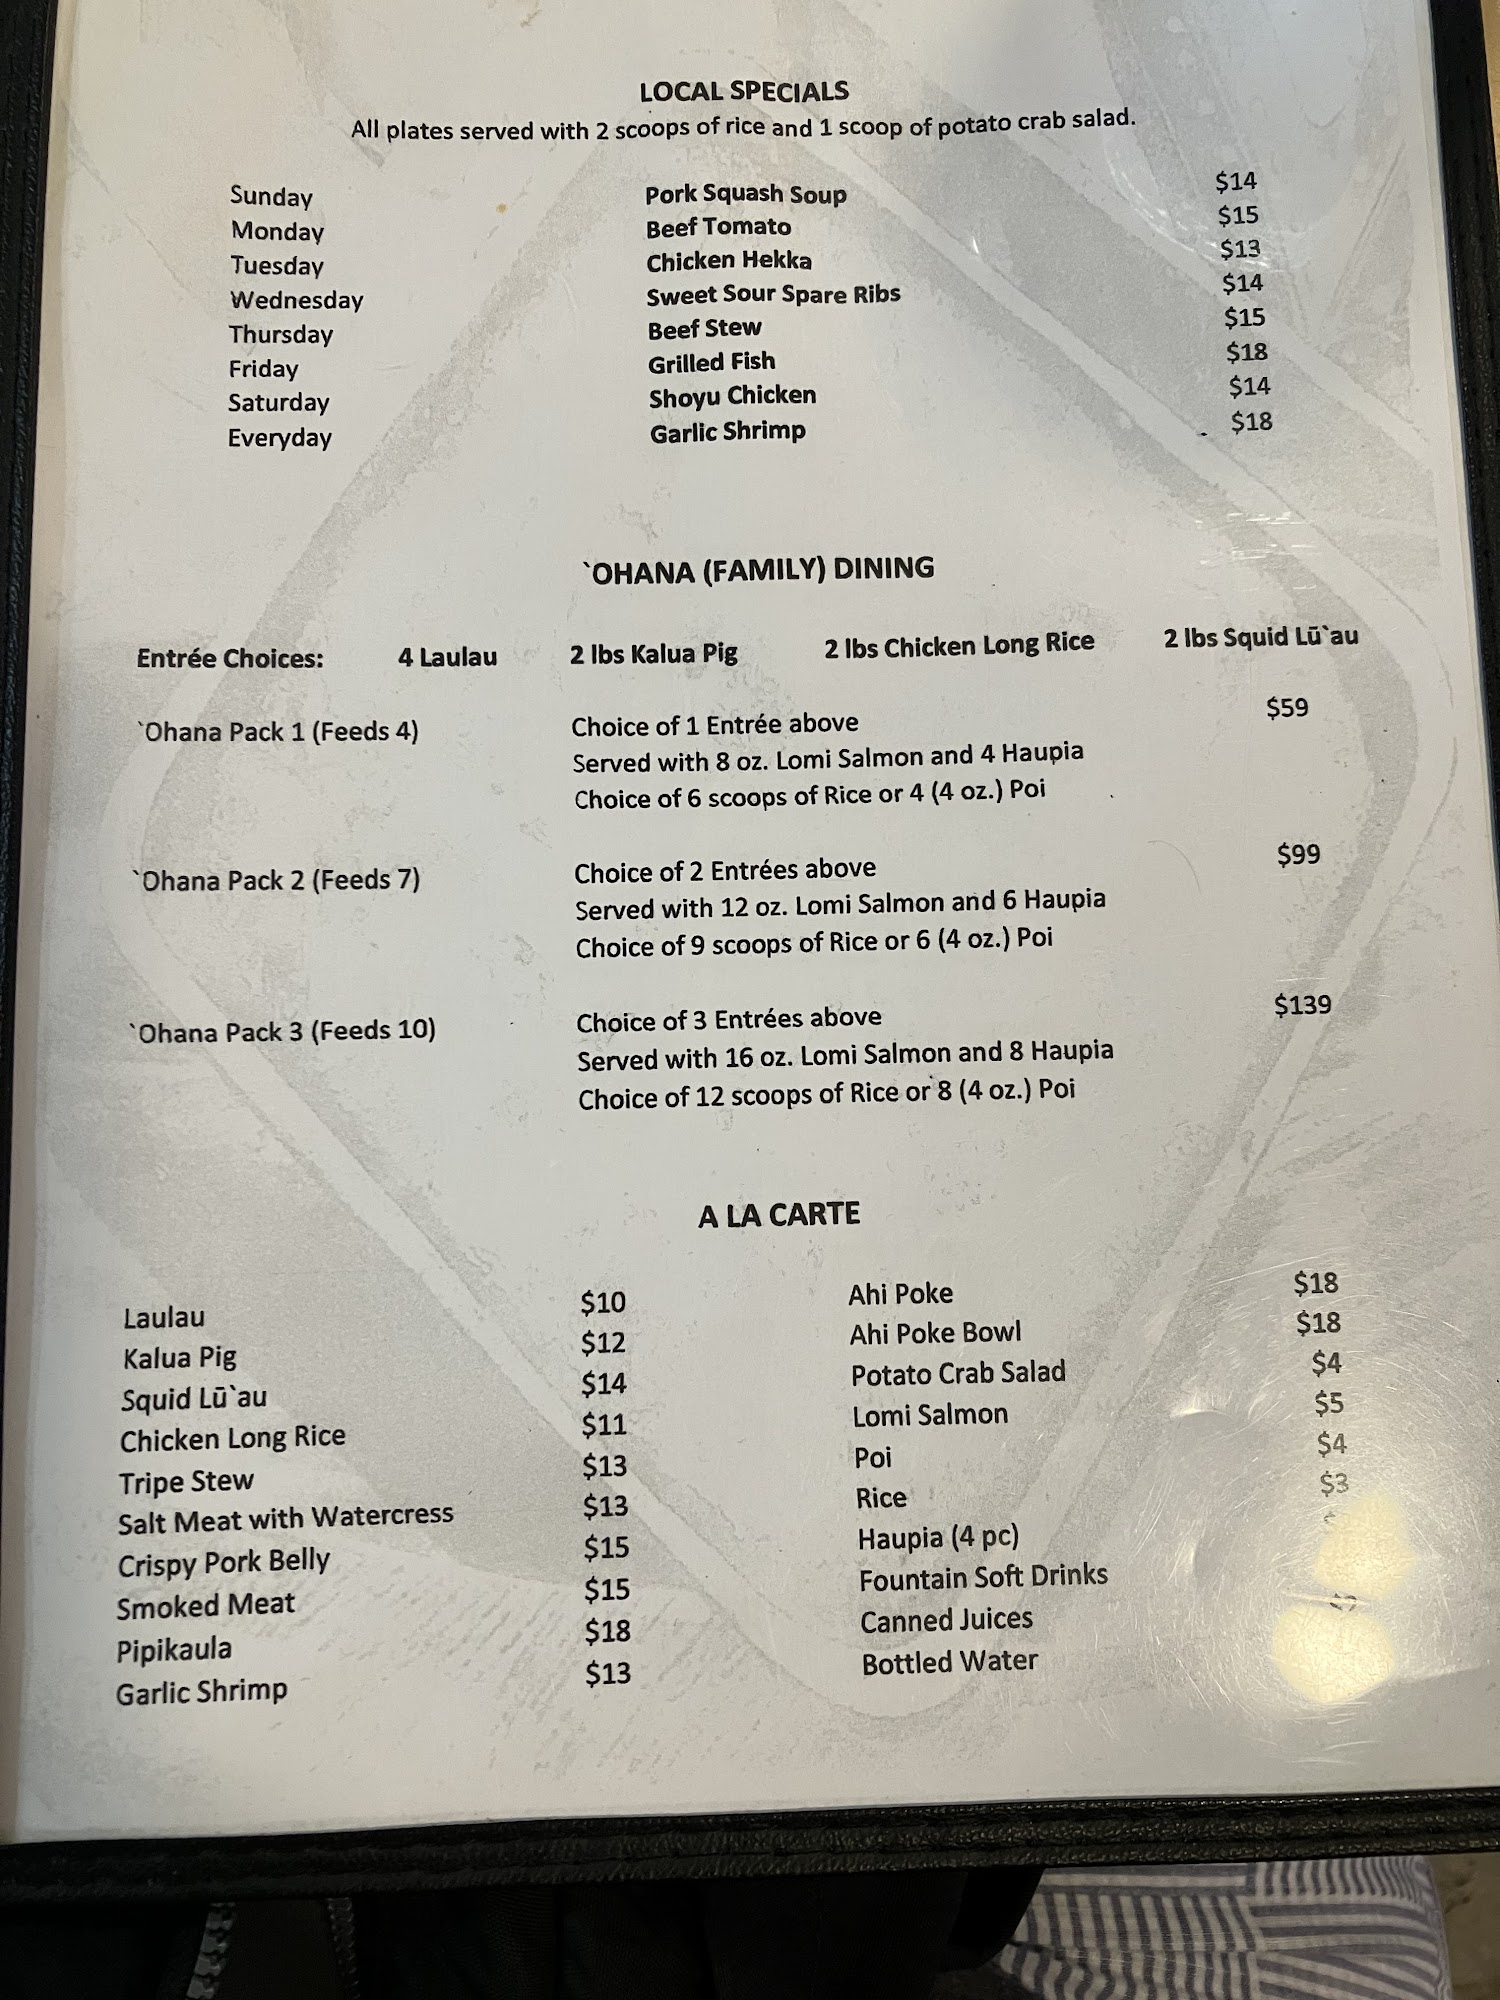 LOCAL SPECIALS
All plates served with 2 scoops of rice and 1 scoop of potato crab salad.
Sunday Pork Squash Soup $14
Monday Beef Tomato $15
Tuesday Chicken Hekka $13
Wednesday Sweet Sour Spare Ribs $14
Thursday Beef Stew $15
Friday Grilled Fish $18
Saturday Shoyu Chicken $14
Everyday Garlic Shrimp $18
`OHANA (FAMILY) DINING
Entrée Choices: 4 Laulau 2 lbs Kalua Pig 2 lbs Chicken Long Rice 2 lbs Squid Lū`au
`Ohana Pack 1 (Feeds 4) Choice of 1 Entrée above $59
Served with 8 oz. Lomi Salmon and 4 Haupia
Choice of 6 scoops of Rice or 4 (4 oz.) Poi
`Ohana Pack 2 (Feeds 7) Choice of 2 Entrées above $99
Served with 12 oz. Lomi Salmon and 6 Haupia
Choice of 9 scoops of Rice or 6 (4 oz.) Poi
`Ohana Pack 3 (Feeds 10) Choice of 3 Entrées above $139
Served with 16 oz. Lomi Salmon and 8 Haupia
Choice of 12 scoops of Rice or 8 (4 oz.) Poi
A LA CARTE
Laulau $10 Ahi Poke $18
Kalua Pig $12 Ahi Poke Bowl $18
Squid Lū`au $14 Potato Crab Salad $4
Chicken Long Rice $11 Lomi Salmon $5
Tripe Stew $13 Poi $4
Salt Meat with Watercress $13 Rice $3
Crispy Pork Belly $15 Haupia (4 pc)
Smoked Meat $15 Fountain Soft Drinks
Pipikaula $18 Canned Juices
Garlic Shrimp $13 Bottled Water